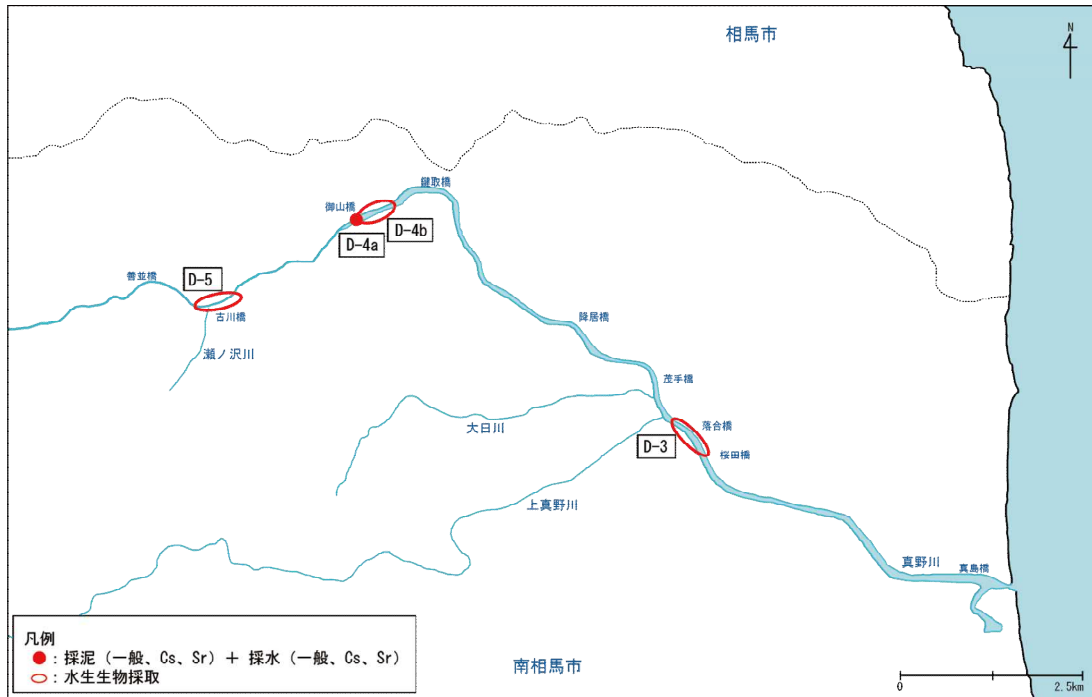 相馬市
N
4
鍵取橋
御山橋
D-4b
D-4a
善並橋
D-5
古川橋
瀬ノ沢川
降居橋
茂手橋
大日川
落合橋
D-3
桜田橋
上真野川
真野川
真島橋
凡例
●：採泥（一般、Cs、Sr）＋ 採水（一般、Cs、Sr）
：水生生物採取
南相馬市
0
2.5km